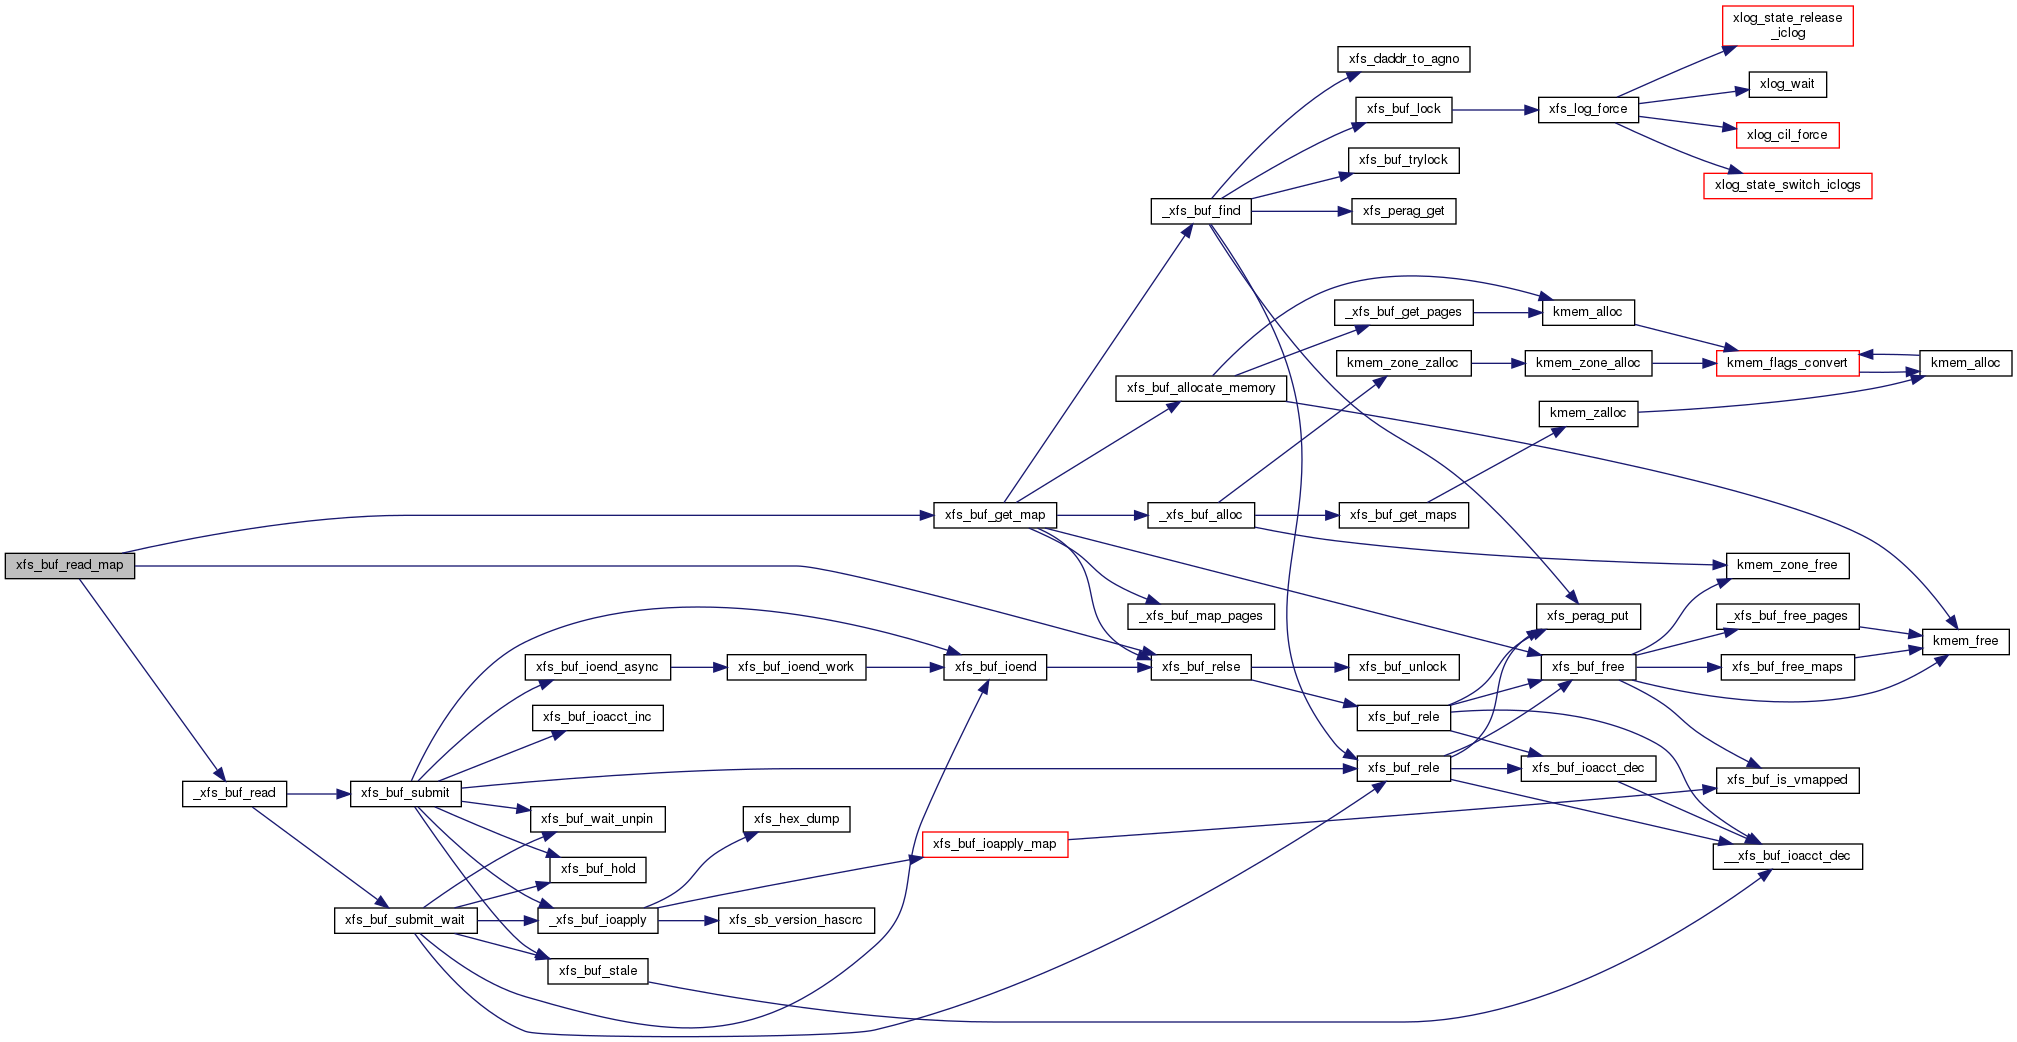 xlog_state_release
_iclog
xfs_daddr_to_agno
xlog_wait
xfs_buf_lock
xfs_log_force
xlog_cil_force
xfs_buf_trylock
xlog_state_switch_iclogs
_xfs_buf_find
xfs_perag_get
_xfs_buf_get_pages
kmem_alloc
kmem_zone_zalloc
kmem_zone_alloc
kmem_flags_convert
kmem_alloc
xfs_buf_allocate_memory
kmem_zalloc
xfs_buf_get_map
_xfs_buf_alloc
xfs_buf_get_maps
xfs_buf_read_map
kmem_zone_free
_xfs_buf_map_pages
xfs_perag_put
_xfs_buf_free_pages
kmem_free
xfs_buf_ioend_async
xfs_buf_ioend_work
xfs_buf_ioend
xfs_buf_relse
xfs_buf_unlock
xfs_buf_free
xfs_buf_free_maps
xfs_buf_ioacct_inc
xfs_buf_rele
xfs_buf_rele
xfs_buf_ioacct_dec
xfs_buf_is_vmapped
_xfs_buf_read
xfs_buf_submit
xfs_buf_wait_unpin
xfs_hex_dump
xfs_buf_ioapply_map
__xfs_buf_ioacct_dec
xfs_buf_hold
xfs_buf_submit_wait
_xfs_buf_ioapply
xfs_sb_version_hascrc
xfs_buf_stale